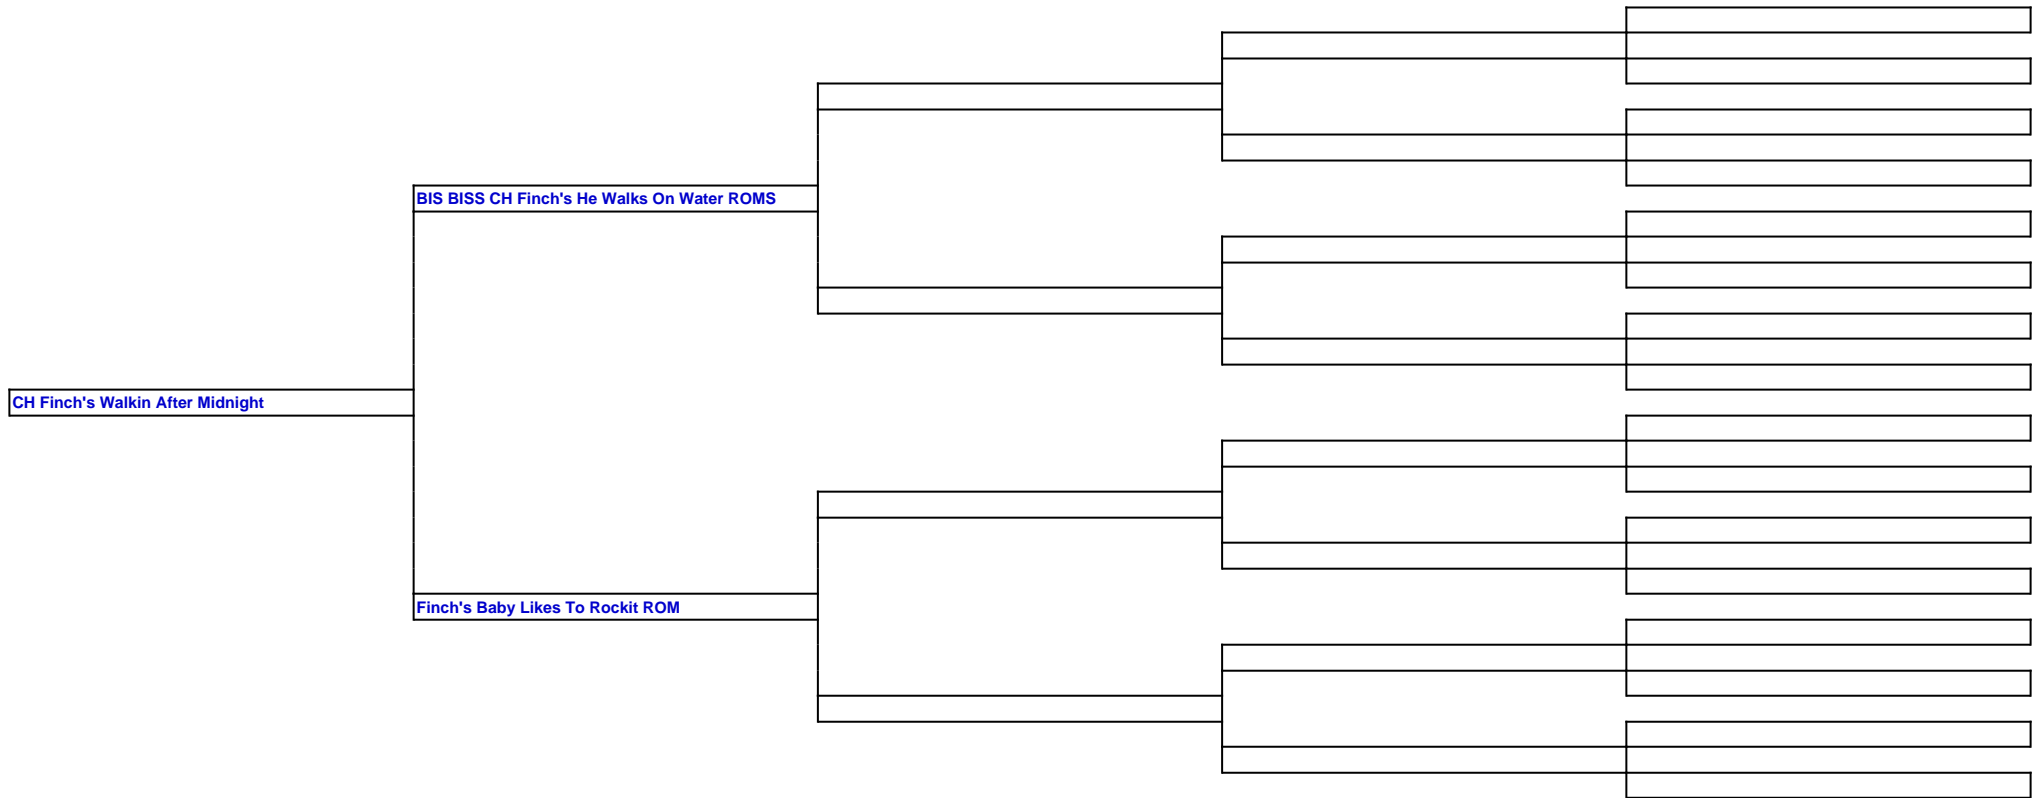 BIS BISS CH Finch's He Walks On Water ROMS
CH Finch's Walkin After Midnight
Finch's Baby Likes To Rockit ROM